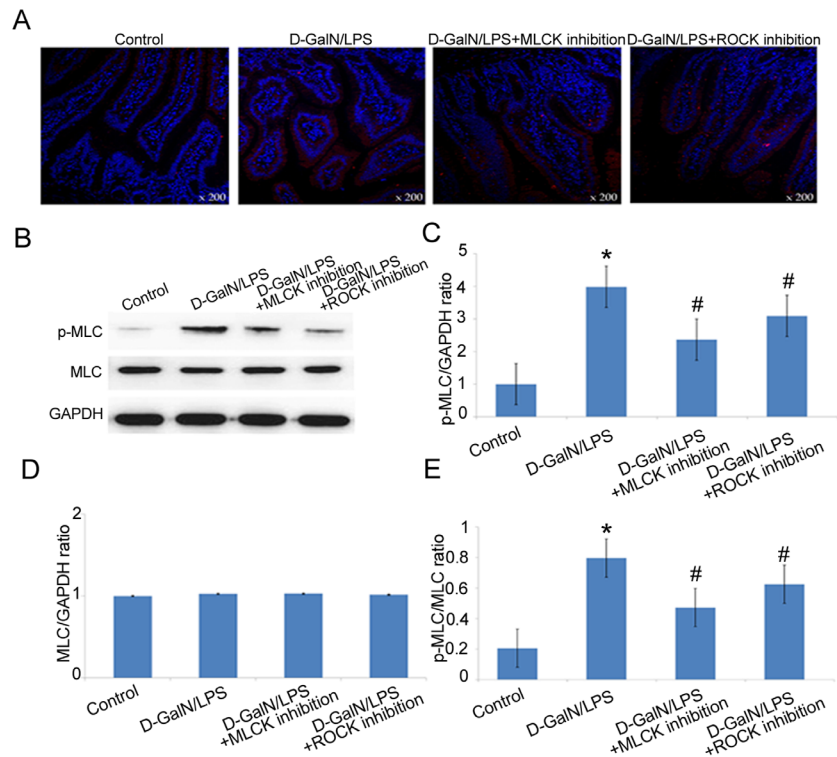 A
Control
D-GalN/LPS
D-GalN/LPS+MLCK inhibition
D-GalN/LPS+ROCK inhibition
x 200
x 200
x 200
x 200
B
Control
D-GalN/LPS
D-GalN/LPS
+MLCK inhibition
D-GalN/LPS
+ROCK inhibition
p-MLC
MLC
GAPDH
C
p-MLC/GAPDH ratio
5
4
3
2
1
0
*
#
#
Control
D-GalN/LPS
D-GalN/LPS
+MLCK inhibition
D-GalN/LPS
+ROCK inhibition
D
MLC/GAPDH ratio
2
1
0
Control
D-GalN/LPS
D-GalN/LPS
+MLCK inhibition
D-GalN/LPS
+ROCK inhibition
E
p-MLC/MLC ratio
1
0.8
0.6
0.4
0.2
0
*
#
#
Control
D-GalN/LPS
D-GalN/LPS
+MLCK inhibition
D-GalN/LPS
+ROCK inhibition